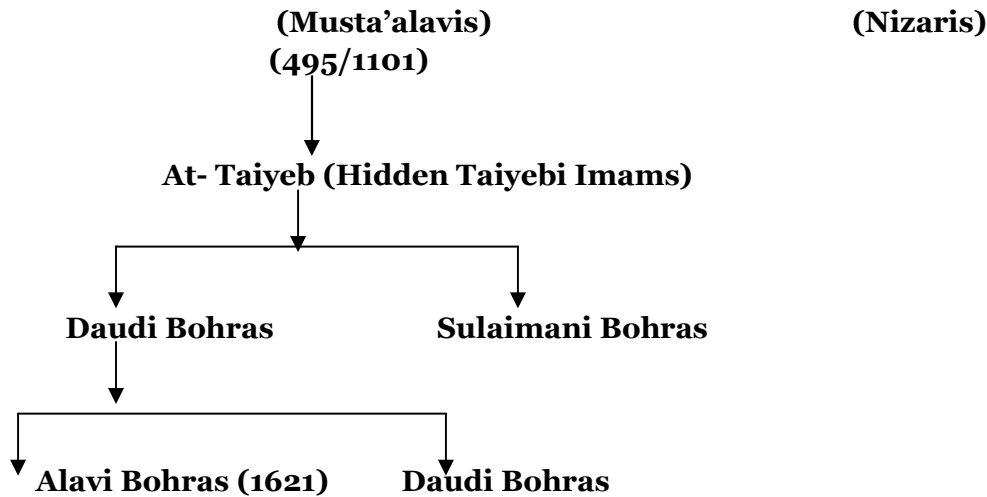 (Musta’alavis) (Nizaris)
(495/1101)
At- Taiyeb (Hidden Taiyebi Imams)
Daudi Bohras Sulaimani Bohras
Alavi Bohras (1621) Daudi Bohras